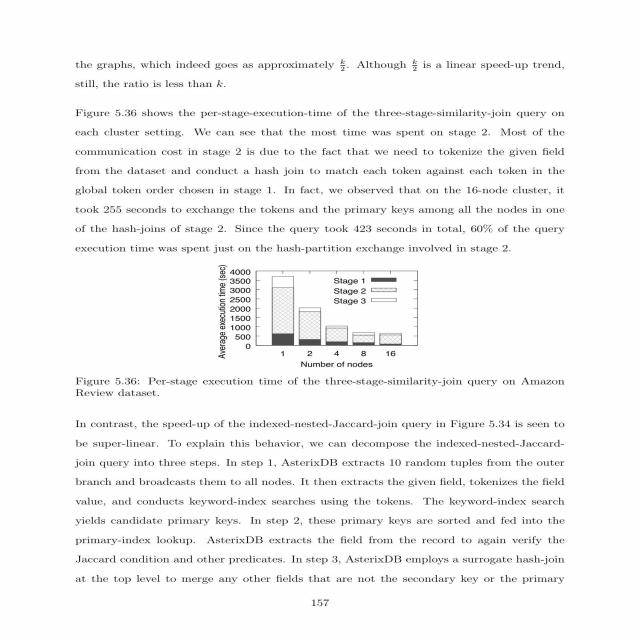 the graphs, which indeed goes as approximately k/2. Although k/2 is a linear speed-up trend,
still, the ratio is less than k.
Figure 5.36 shows the per-stage-execution-time of the three-stage-similarity-join query on
each cluster setting. We can see that the most time was spent on stage 2. Most of the
communication cost in stage 2 is due to the fact that we need to tokenize the given field
from the dataset and conduct a hash join to match each token against each token in the
global token order chosen in stage 1. In fact, we observed that on the 16-node cluster, it
took 255 seconds to exchange the tokens and the primary keys among all the nodes in one
of the hash-joins of stage 2. Since the query took 423 seconds in total, 60% of the query
execution time was spent just on the hash-partition exchange involved in stage 2.
Average execution time (sec)
4000
3500
3000
2500
2000
1500
1000
500
0
Stage 1
Stage 2
Stage 3
1 2 4 8 16
Number of nodes
Figure 5.36: Per-stage execution time of the three-stage-similarity-join query on Amazon
Review dataset.
In contrast, the speed-up of the indexed-nested-Jaccard-join query in Figure 5.34 is seen to
be super-linear. To explain this behavior, we can decompose the indexed-nested-Jaccard-
join query into three steps. In step 1, AsterixDB extracts 10 random tuples from the outer
branch and broadcasts them to all nodes. It then extracts the given field, tokenizes the field
value, and conducts keyword-index searches using the tokens. The keyword-index search
yields candidate primary keys. In step 2, these primary keys are sorted and fed into the
primary-index lookup. AsterixDB extracts the field from the record to again verify the
Jaccard condition and other predicates. In step 3, AsterixDB employs a surrogate hash-join
at the top level to merge any other fields that are not the secondary key or the primary
157